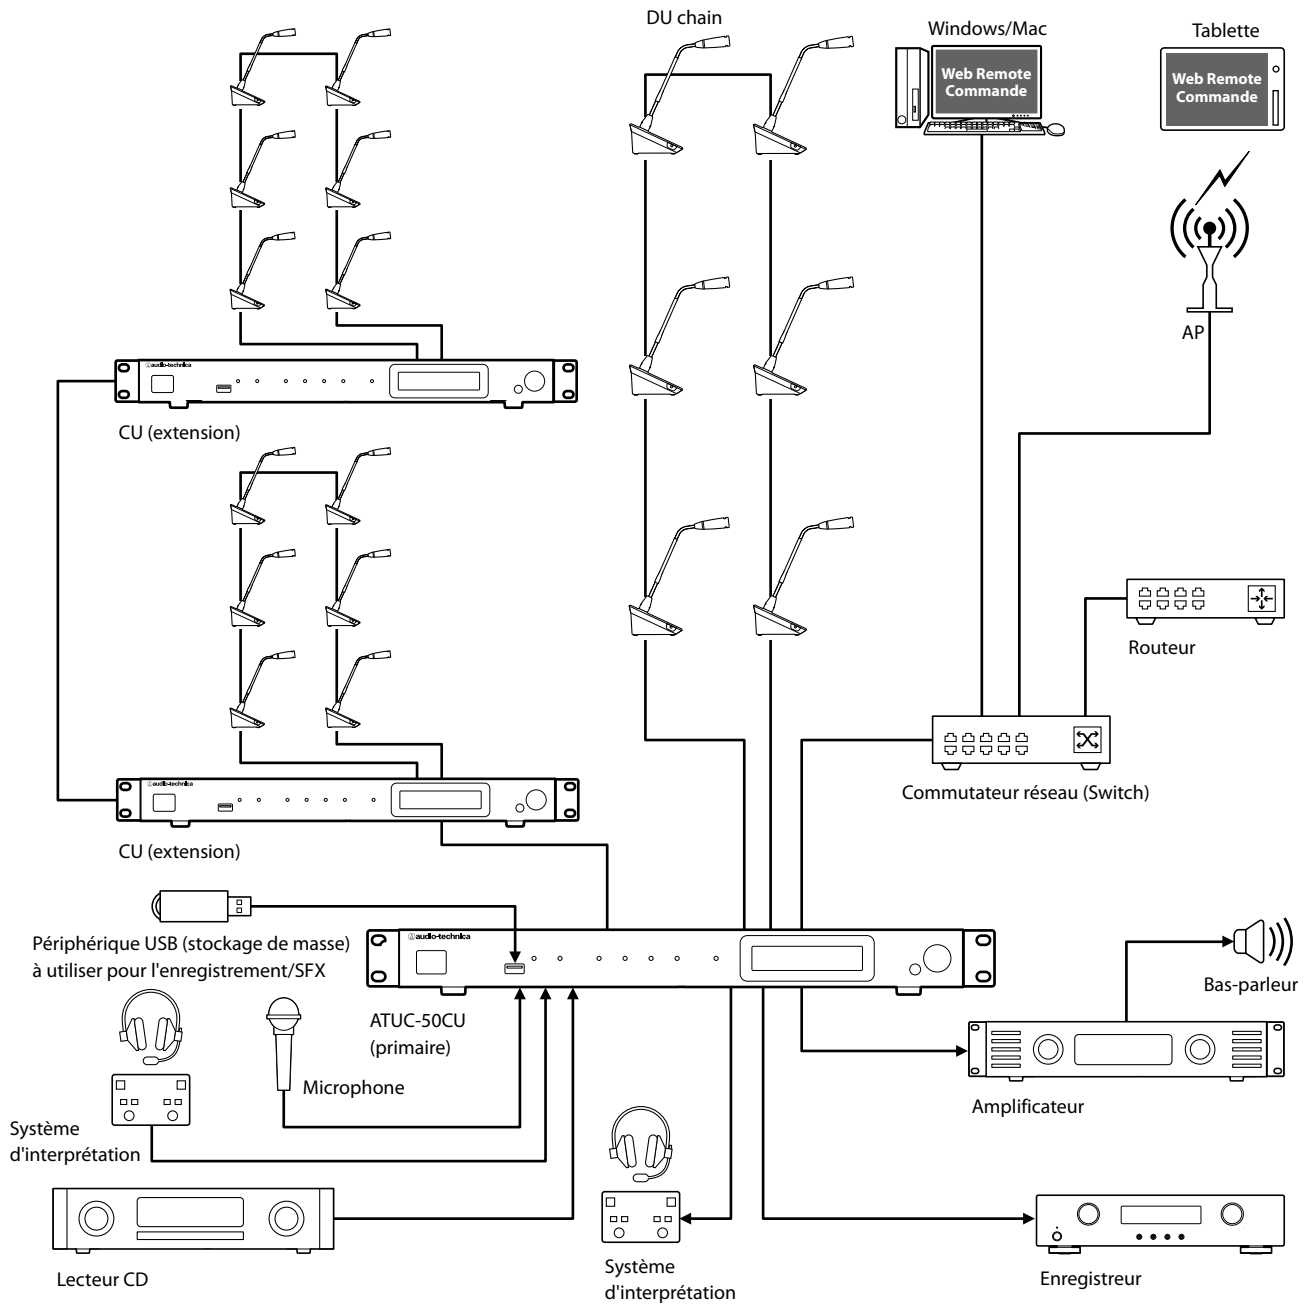 DU chain
Windows/Mac
Tablette
Web Remote
Commande
Web Remote
Commande
AP
audio-technica
CU (extension)
Routeur
Commutateur réseau (Switch)
audio-technica
CU (extension)
Périphérique USB (stockage de masse)
à utiliser pour l'enregistrement/SFX
audio-technica
ATUC-50CU
(primaire)
Bas-parleur
Microphone
Amplificateur
Système
d'interprétation
Lecteur CD
Système
d'interprétation
Enregistreur